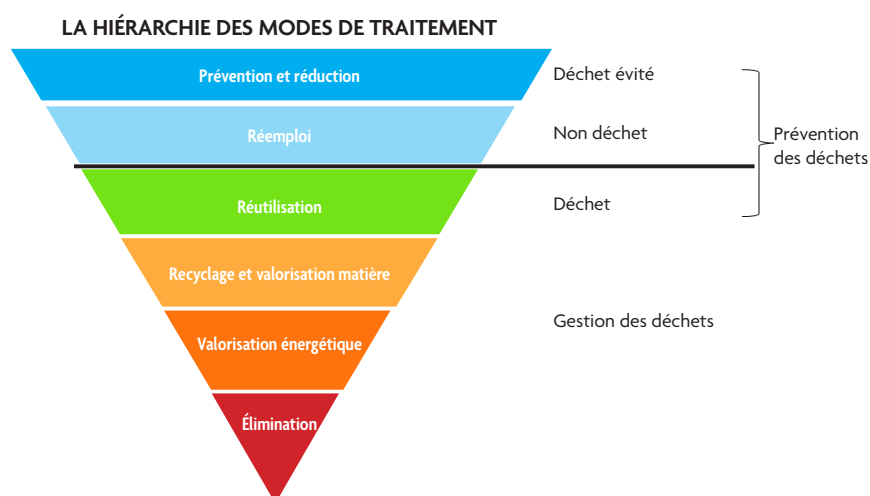 LA HIÉRARCHIE DES MODES DE TRAITEMENT
Prévention et réduction
Déchet évité
Réemploi
Non déchet
Prévention
des déchets
Réutilisation
Déchet
Recyclage et valorisation matière
Gestion des déchets
Valorisation énergétique
Élimination